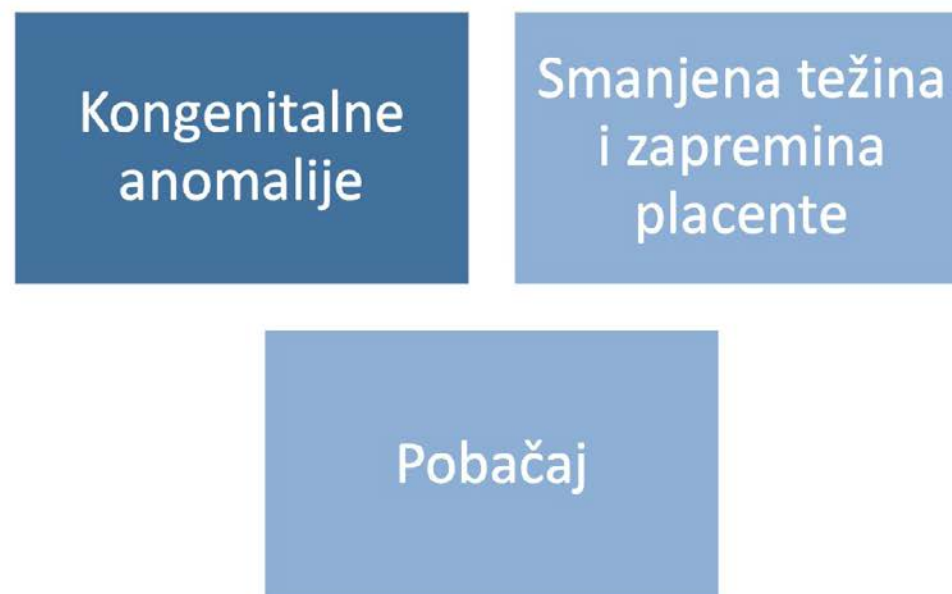 Kongenitalne
anomalije
Smanjena težina
i zapremina
placente
Pobačaj